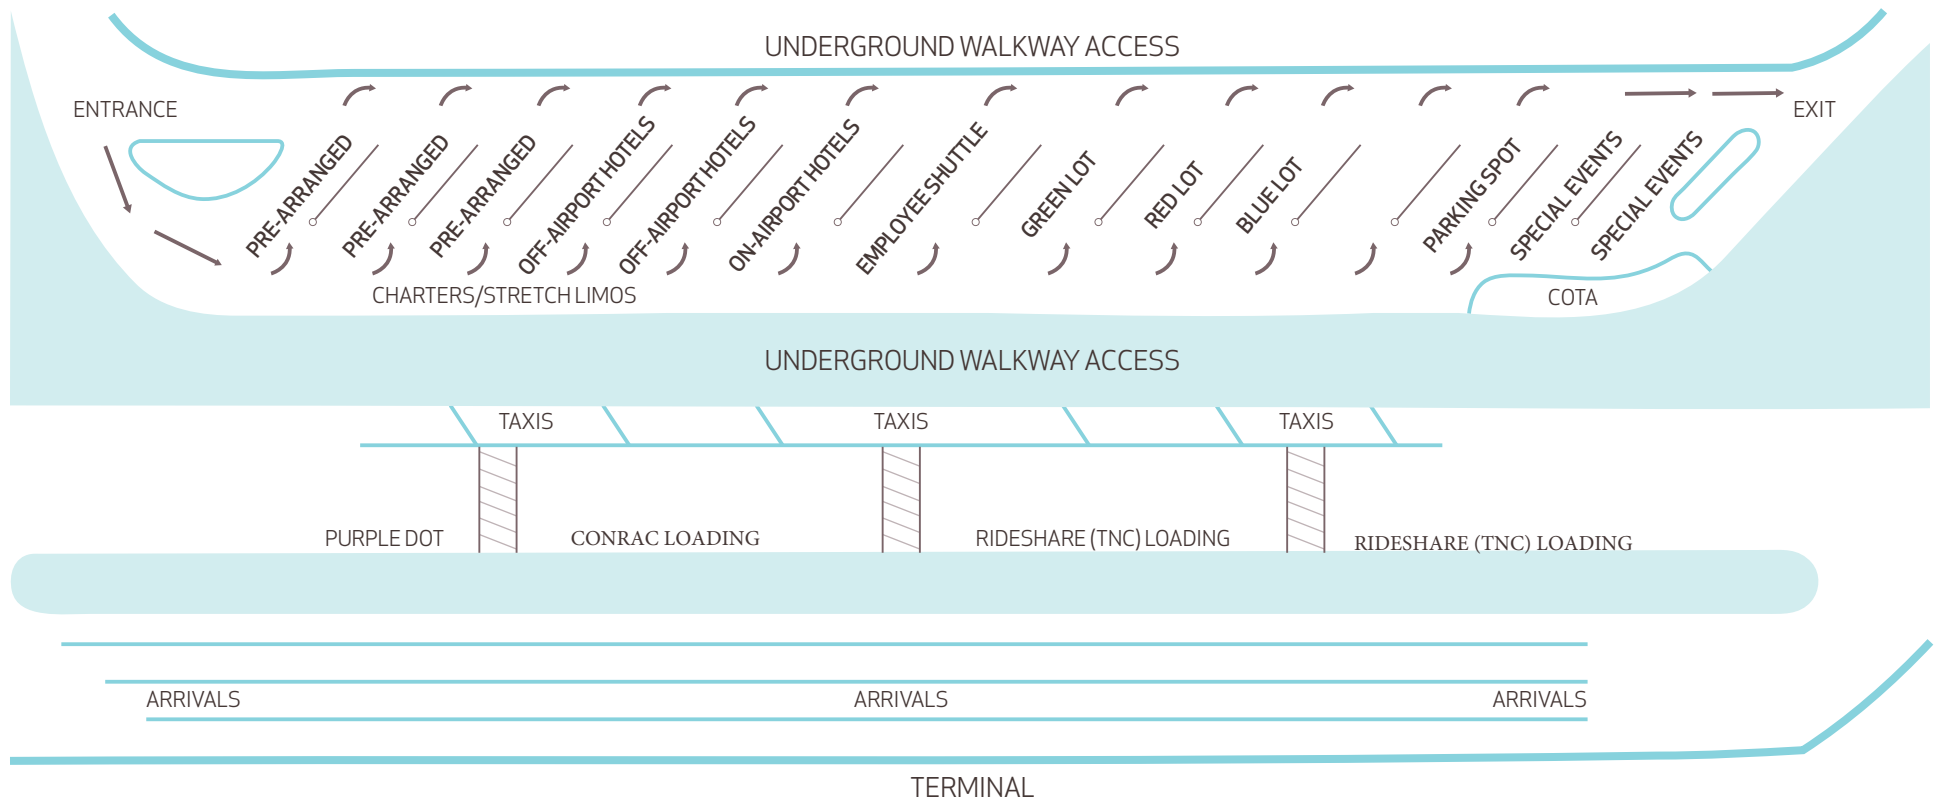 UNDERGROUND WALKWAY ACCESS
ENTRANCE
EXIT
PRE-ARRANGED
PRE-ARRANGED
PRE-ARRANGED
OFF-AIRPORT HOTELS
OFF-AIRPORT HOTELS
ON-AIRPORT HOTELS
EMPLOYEE SHUTTLE
GREEN LOT
RED LOT
BLUE LOT
PARKING SPOT
SPECIAL EVENTS
SPECIAL EVENTS
CHARTERS/STRETCH LIMOS
COTA
UNDERGROUND WALKWAY ACCESS
TAXIS
TAXIS
TAXIS
PURPLE DOT
CONRAC LOADING
RIDESHARE (TNC) LOADING
RIDESHARE (TNC) LOADING
ARRIVALS
ARRIVALS
ARRIVALS
TERMINAL